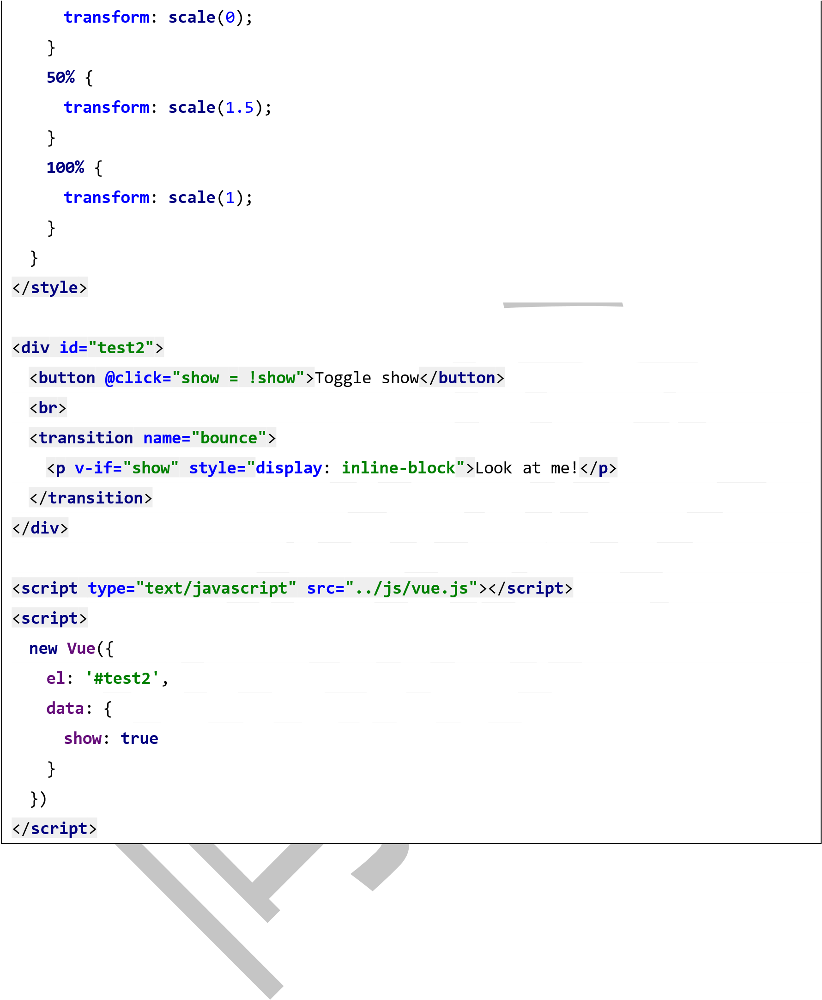 transform: scale(0);
}
50% {
transform: scale(1.5);
}
100% {
transform: scale(1);
}
}
</style>
<div id="test2">
<button @click="show = !show">Toggle show</button>
<br>
<transition name="bounce">
<p v-if="show" style="display: inline-block">Look at me!</p>
</transition>
</div>
<script type="text/javascript" src="../js/vue.js"></script>
<script>
new Vue({
el: '#test2',
data: {
show: true
}
})
</script>